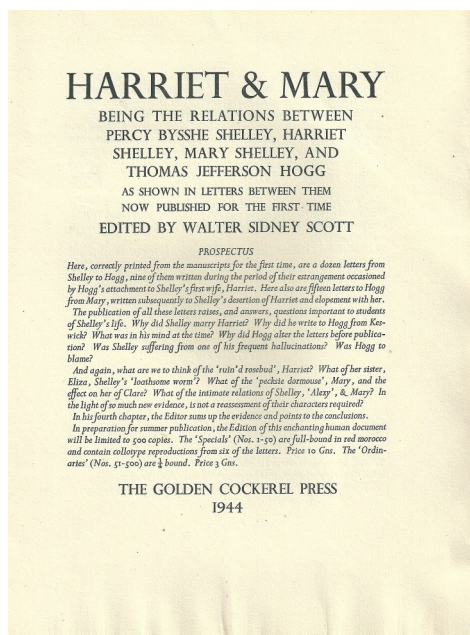 HARRIET & MARY
BEING THE RELATIONS BETWEEN
PERCY BYSSHE SHELLEY, HARRIET
SHELLEY, MARY SHELLEY, AND
THOMAS JEFFERSON HOGG
AS SHOWN IN LETTERS BETWEEN THEM
NOW PUBLISHED FOR THE FIRST TIME
EDITED BY WALTER SIDNEY SCOTT
PROSPECTUS
Here, correctly printed from the manuscripts for the first time, are a dozen letters from
Shelley to Hogg, nine of them written during the period of their estrangement occasioned
by Hogg's attachment to Shelley's first wife, Harriet. Here also are fifteen letters to Hogg
from Mary, written subsequently to Shelley's desertion of Harriet and elopement with her.
The publication of all these letters raises, and answers, questions important to students
of Shelley's life. Why did Shelley marry Harriet? Why did he write to Hogg from Kes-
wick? What was in his mind at the time? Why did Hogg alter the letters before publica-
tion? Was Shelley suffering from one of his frequent hallucinations? Was Hogg to
blame?
And again, what are we to think of the 'ruin'd rosebud', Harriet? What of her sister,
Eliza, Shelley's 'loathsome worm'? What of the 'pecksie dormouse', Mary, and the
effect on her of Clare? What of the intimate relations of Shelley, 'Alexy', & Mary? In
the light of so much new evidence, is not a reassessment of their characters required?
In his fourth chapter, the Editor sums up the evidence and points to the conclusions.
In preparation for summer publication, the Edition of this enchanting human document
will be limited to 500 copies. The 'Specials' (Nos. 1-50) are full-bound in red morocco
and contain collotype reproductions from six of the letters. Price 10 Gns. The 'Ordin-
aries' (Nos. 51-500) are ¼ bound. Price 3 Gns.
THE GOLDEN COCKEREL PRESS
1944